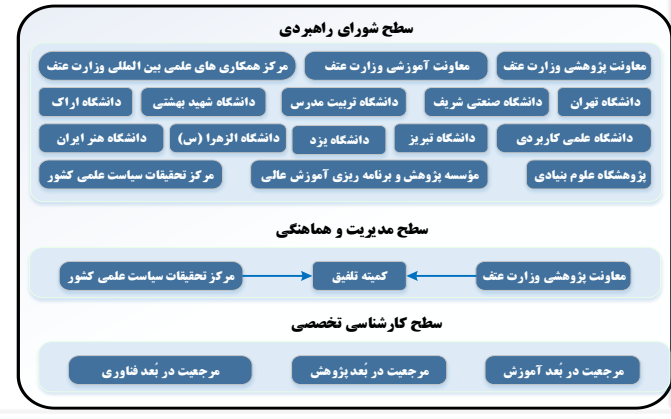 سطح شورای راهبردی
معاونت پژوهشی وزارت عتف معاونت آموزشی وزارت عتف مرکز همکاری های علمی بین المللی وزارت عتف
دانشگاه تهران دانشگاه صنعتی شریف دانشگاه تربیت مدرس دانشگاه شهید بهشتی دانشگاه اراک
دانشگاه علمی کاربردی دانشگاه تبریز دانشگاه یزد دانشگاه الزهرا (س) دانشگاه هنر ایران
پژوهشگاه علوم بنیادی مؤسسه پژوهش و برنامه ریزی آموزش عالی مرکز تحقیقات سیاست علمی کشور
سطح مدیریت و هماهنگی
معاونت پژوهشی وزارت عتف کمیته تلفیق مرکز تحقیقات سیاست علمی کشور
سطح کارشناسی تخصصی
مرجعیت در بُعد آموزش مرجعیت در بُعد پژوهش مرجعیت در بُعد فناوری